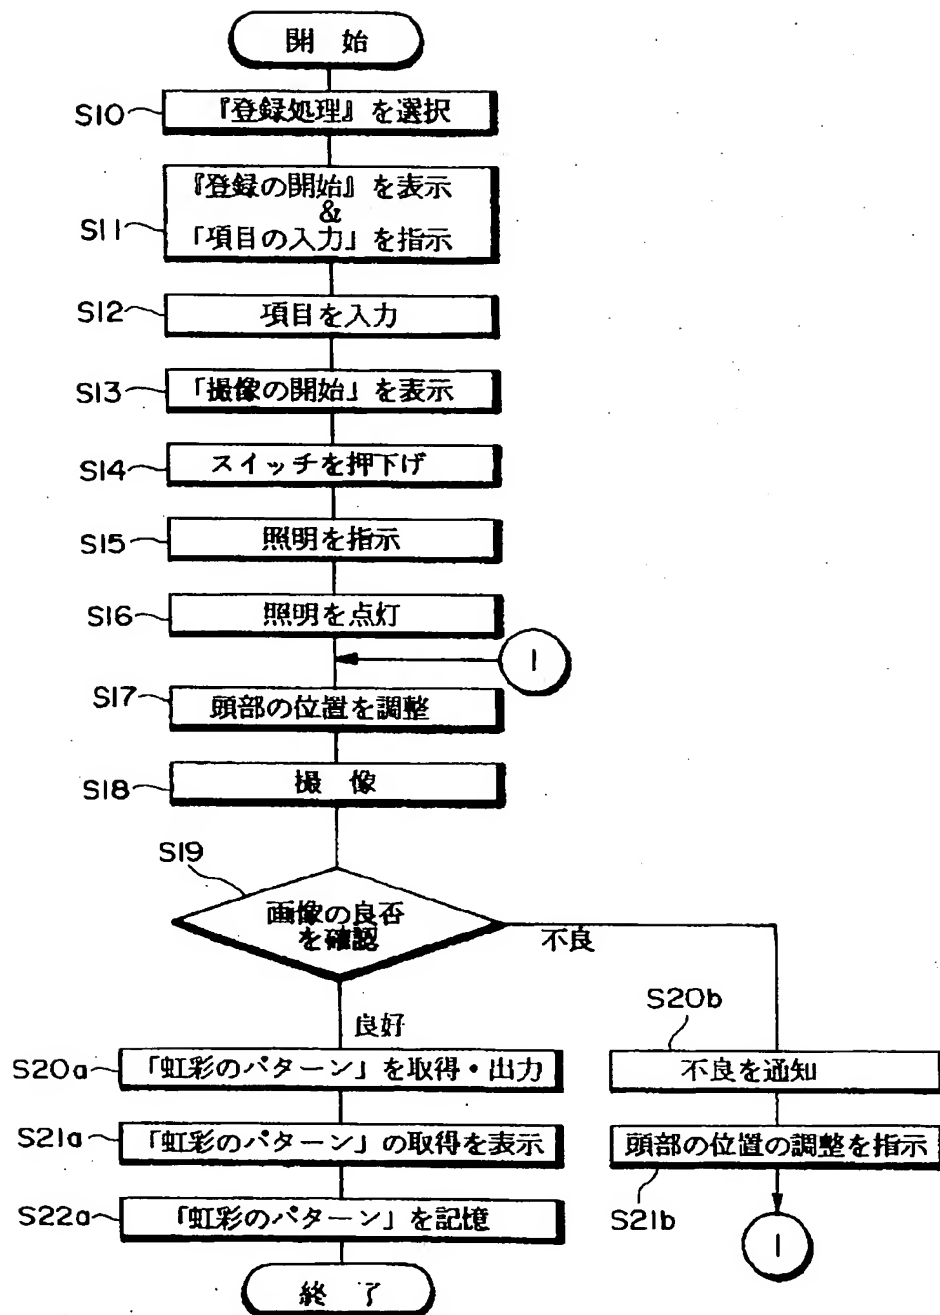 開 始
S10
『登録処理』を選択
S11
『登録の開始』を表示
&
「項目の入力」を指示
S12
項目を入力
S13
「撮像の開始」を表示
S14
スイッチを押下げ
S15
照明を指示
S16
照明を点灯
1
S17
頭部の位置を調整
S18
撮 像
S19
画像の良否
を確認
不良
良好
S20b
不良を通知
S20a
「虹彩のパターン」を取得・出力
S21a
「虹彩のパターン」の取得を表示
頭部の位置の調整を指示
S21b
S22a
「虹彩のパターン」を記憶
1
終 了